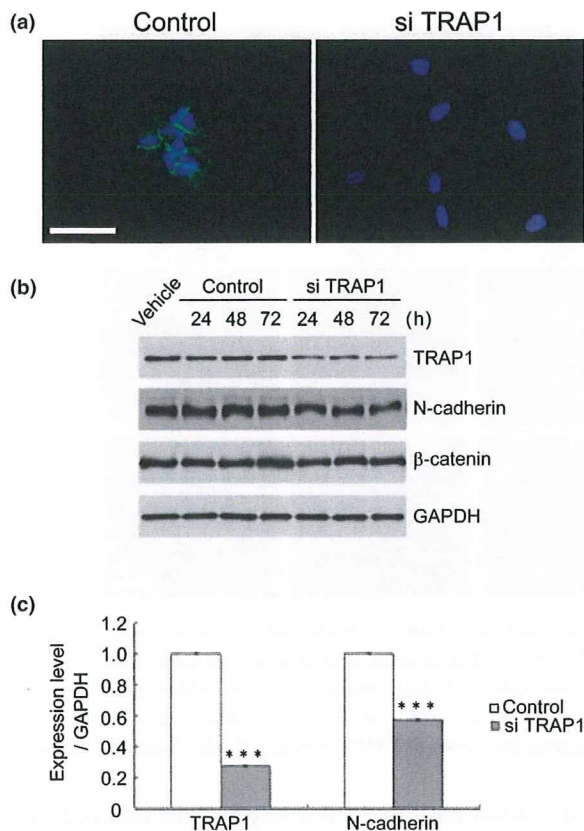 (a)
Control
si TRAP1
(b)
Vehicle
Control
si TRAP1
24 48 72 24 48 72 (h)
TRAP1
N-cadherin
β-catenin
GAPDH
(c)
Expression level
/ GAPDH
1.2
1.0
0.8
0.6
0.4
0.2
0
***
***
Control
si TRAP1
TRAP1
N-cadherin